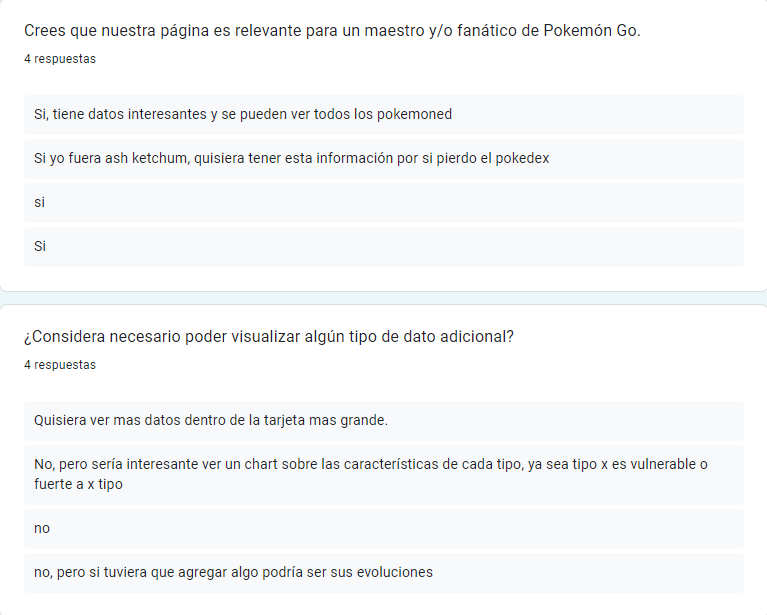 Crees que nuestra página es relevante para un maestro y/o fanático de Pokemón Go.
4 respuestas
Si, tiene datos interesantes y se pueden ver todos los pokemoned
Si yo fuera ash ketchum, quisiera tener esta información por si pierdo el pokedex
si
Si
¿Considera necesario poder visualizar algún tipo de dato adicional?
4 respuestas
Quisiera ver mas datos dentro de la tarjeta mas grande.
No, pero sería interesante ver un chart sobre las características de cada tipo, ya sea tipo x es vulnerable o
fuerte a x tipo
no
no, pero si tuviera que agregar algo podría ser sus evoluciones